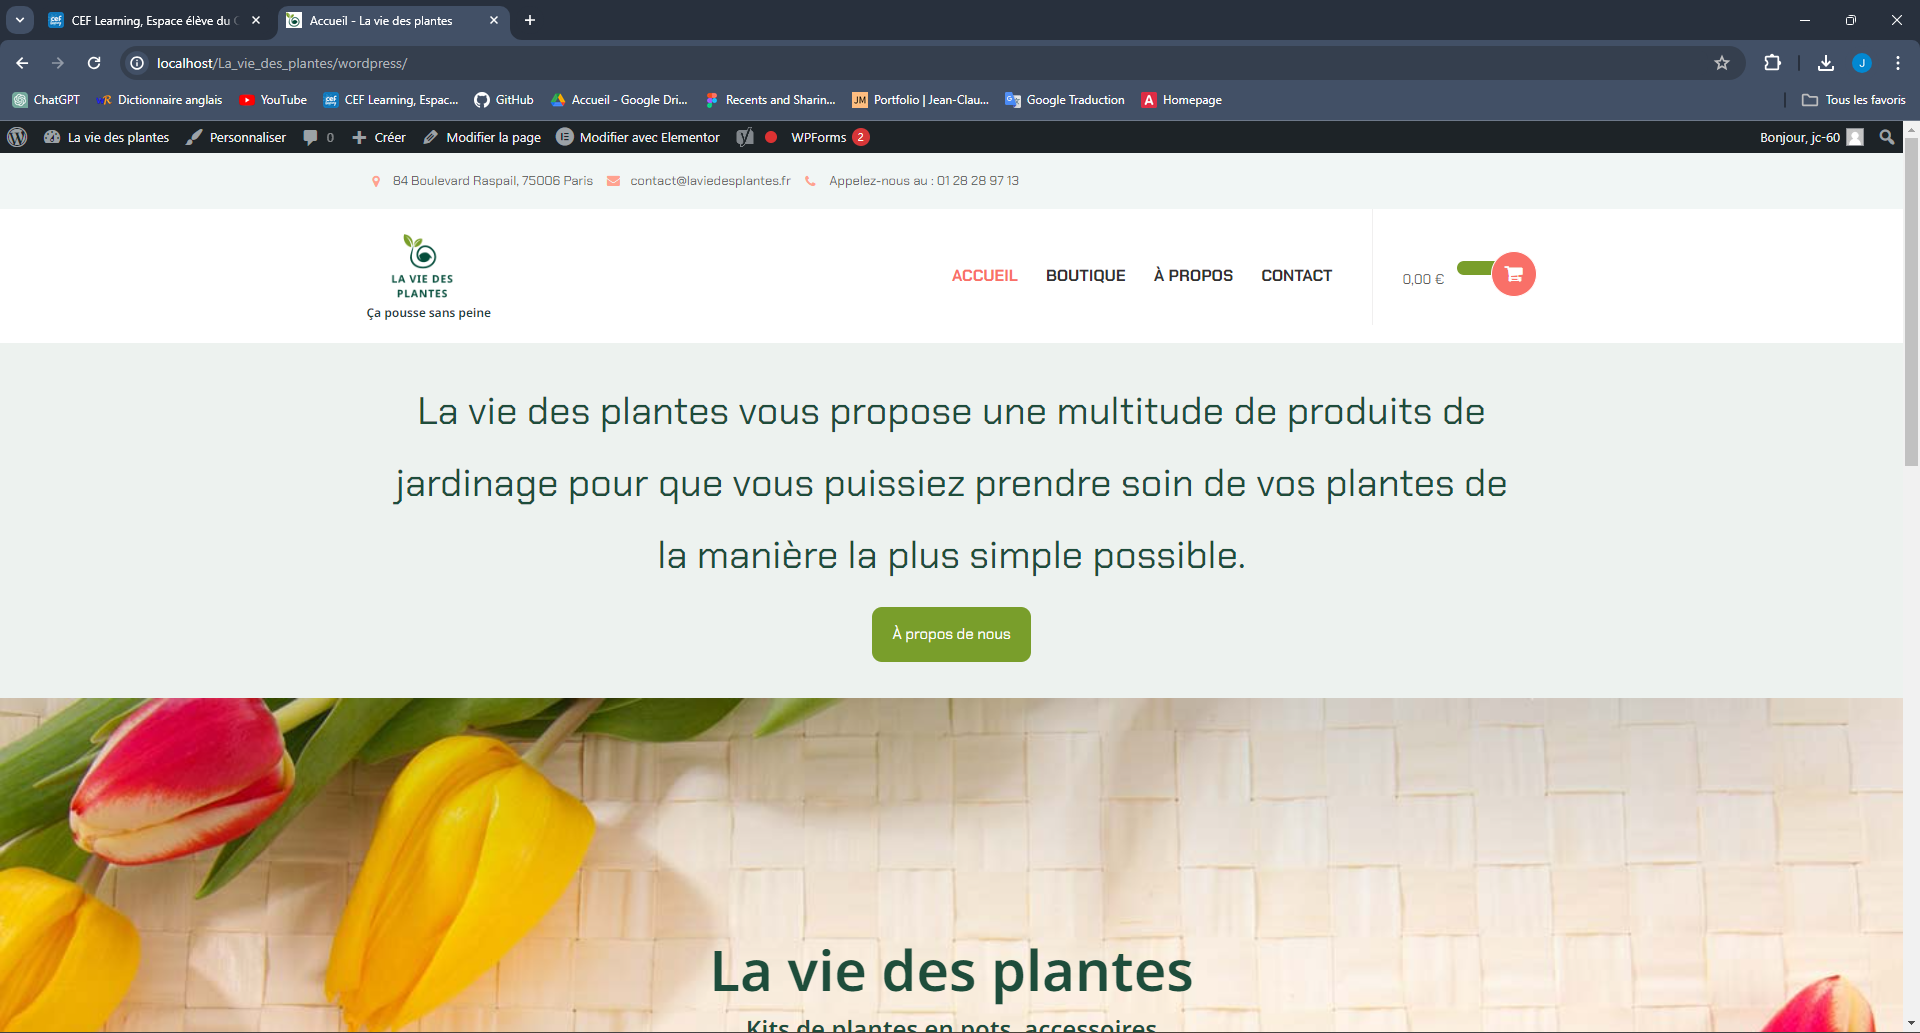 CEF Learning, Espace élève du
Accueil - La vie des plantes
localhost/La_vie_des_plantes/wordpress/
J
ChatGPT
Dictionnaire anglais
YouTube
CEF Learning, Espac...
GitHub
Accueil - Google Dri...
Recents and Sharin...
JM
Portfolio | Jean-Clau...
Google Traduction
A
Homepage
Tous les favoris
La vie des plantes
Personnaliser
0
Créer
Modifier la page
Modifier avec Elementor
WPForms 2
Bonjour, jc-60
84 Boulevard Raspail, 75006 Paris
contact@laviedesplantes.fr
Appelez-nous au : 01 28 28 97 13
LA VIE DES
PLANTES
Ça pousse sans peine
ACCUEIL
BOUTIQUE
À PROPOS
CONTACT
0,00 €
La vie des plantes vous propose une multitude de produits de
jardinage pour que vous puissiez prendre soin de vos plantes de
la manière la plus simple possible.
À propos de nous
La vie des plantes
Kits de plantes en pots, accessoires